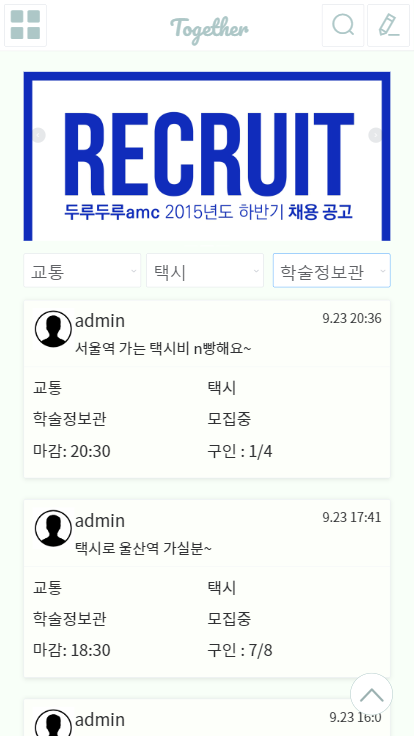 Together
RECRUIT
두루두루amc 2015년도 하반기 채용 공고
교통 택시 학술정보관
admin 9.23 20:36
서울역 가는 택시비 n빵해요~
교통 택시
학술정보관 모집중
마감: 20:30 구인 : 1/4
admin 9.23 17:41
택시로 울산역 가실분~
교통 택시
학술정보관 모집중
마감: 18:30 구인 : 7/8
admin 9.23 16:0